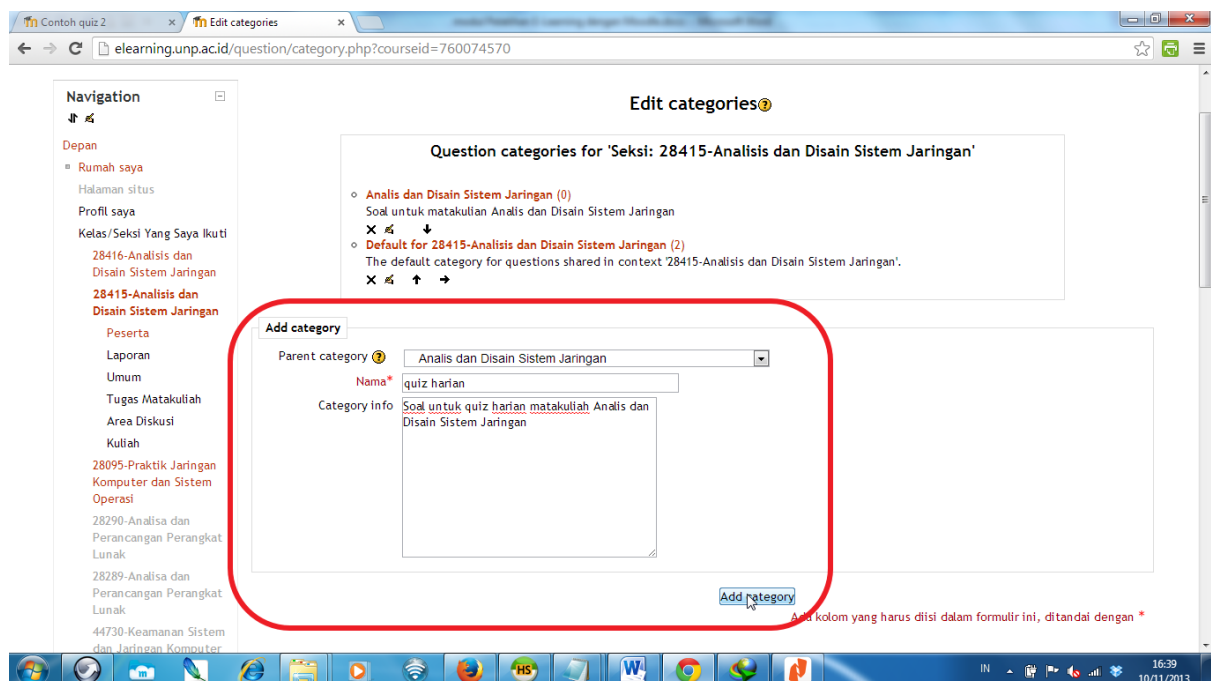 Contoh quiz 2
Edit categories
elearning.unp.ac.id/question/category.php?courseid=760074570
Navigation
Depan
Rumah saya
Halaman situs
Profil saya
Kelas/Seksi Yang Saya Ikuti
28416-Analisis dan
Disain Sistem Jaringan
28415-Analisis dan
Disain Sistem Jaringan
Peserta
Laporan
Umum
Tugas Matakuliah
Area Diskusi
Kuliah
28095-Praktik Jaringan
Komputer dan Sistem
Operasi
28290-Analisa dan
Perancangan Perangkat
Lunak
28289-Analisa dan
Perancangan Perangkat
Lunak
44730-Keamanan Sistem
dan Jaringan Komputer
Edit categories
Question categories for 'Seksi: 28415-Analisis dan Disain Sistem Jaringan'
Analis dan Disain Sistem Jaringan (0)
Soal untuk matakulian Analis dan Disain Sistem Jaringan
Default for 28415-Analisis dan Disain Sistem Jaringan (2)
The default category for questions shared in context '28415-Analisis dan Disain Sistem Jaringan'.
Add category
Parent category
Analis dan Disain Sistem Jaringan
Nama*
quiz harian
Category info
Soal untuk quiz harian matakuliah Analis dan
Disain Sistem Jaringan
Add category
Ada kolom yang harus diisi dalam formulir ini, ditandai dengan *
m
HS
W
IN
16:39
10/11/2013